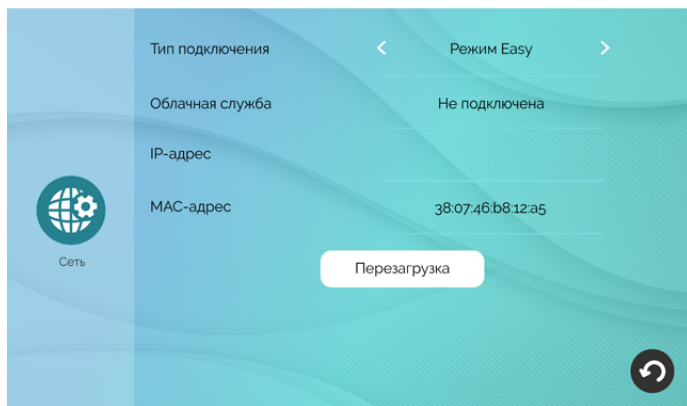 Тип подключения
Режим Easy
Облачная служба
Не подключена
IP-адрес
МАС-адрес
38:07:46:b8:12:a5
Сеть
Перезагрузка